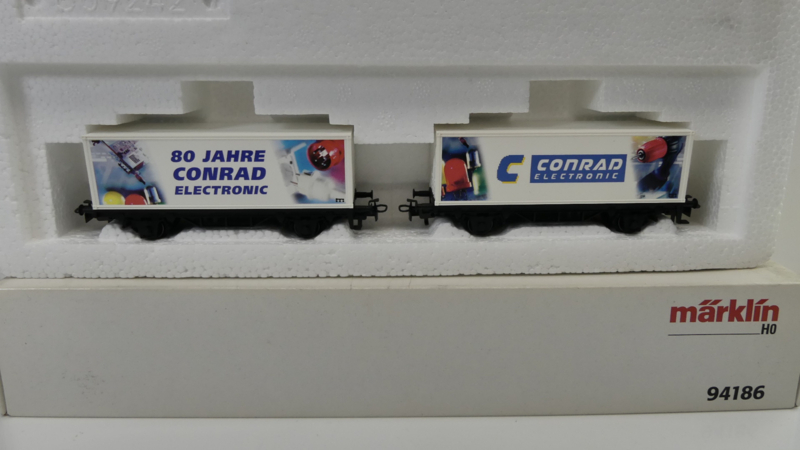 80 JAHRE
CONRAD
ELECTRONIC
C CONRAD
ELECTRONIC
märklin
H0
94186